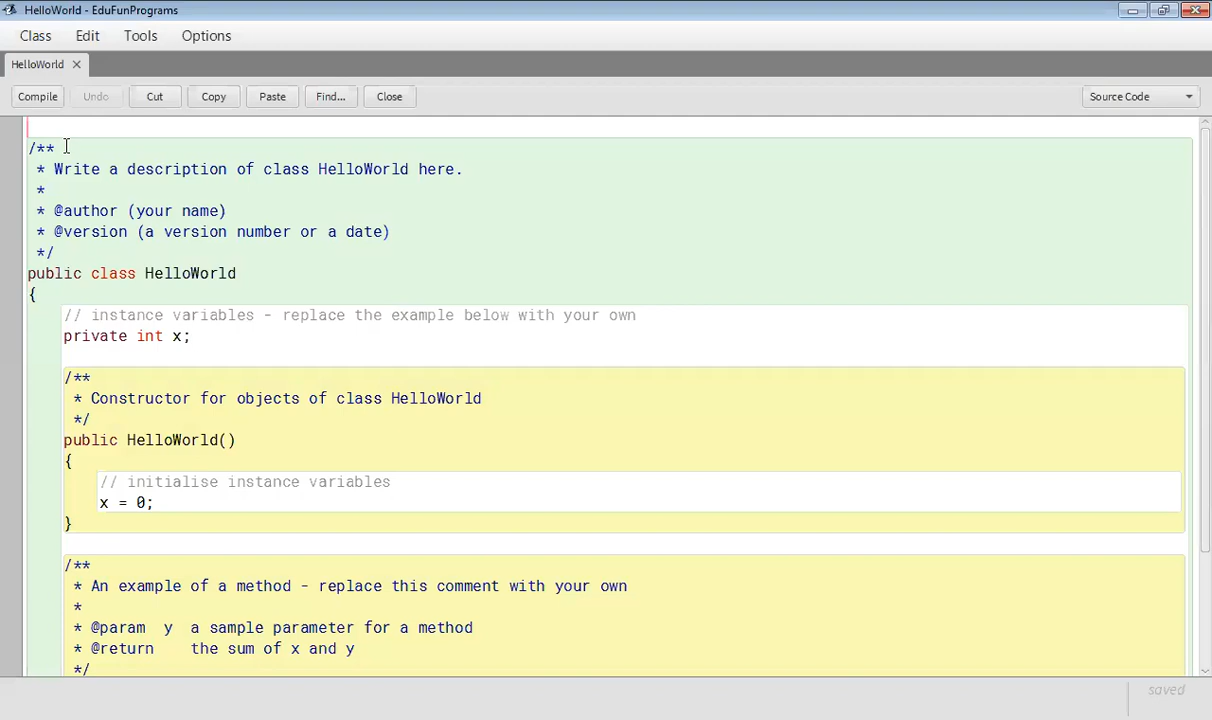 HelloWorld - EduFunPrograms
Class Edit Tools Options
HelloWorld
Compile Undo Cut Copy Paste Find... Close Source Code
/**
* Write a description of class HelloWorld here.
*
* @author (your name)
* @version (a version number or a date)
*/
public class HelloWorld
{
// instance variables - replace the example below with your own
private int x;
/**
* Constructor for objects of class HelloWorld
*/
public HelloWorld()
{
// initialise instance variables
x = 0;
}
/**
* An example of a method - replace this comment with your own
*
* @param  y  a sample parameter for a method
* @return    the sum of x and y
*/
saved